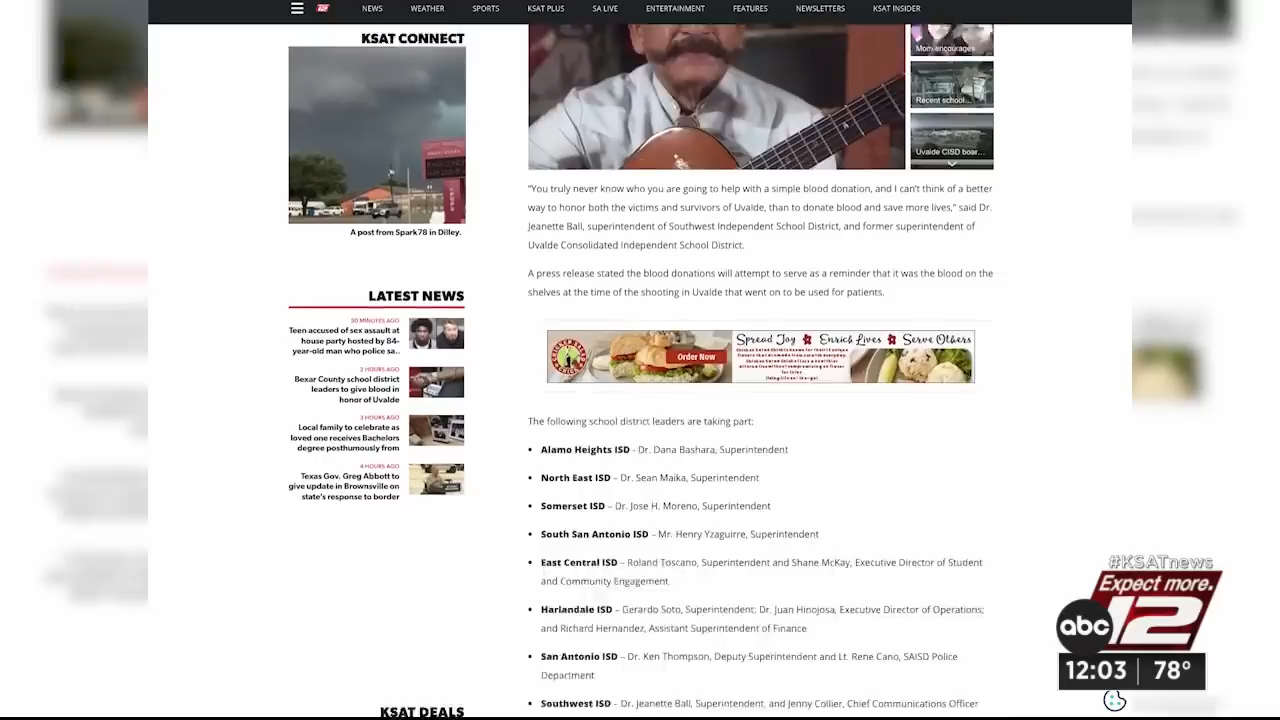 NEWS WEATHER SPORTS KSAT PLUS SA LIVE ENTERTAINMENT FEATURES NEWSLETTERS KSAT INSIDER
KSAT CONNECT
A post from Spark78 in Dilley.
LATEST NEWS
30 MINUTES AGO
Teen accused of sex assault at
house party hosted by 84-
year-old man who police sa..
2 HOURS AGO
Bexar County school district
leaders to give blood in
honor of Uvalde
3 HOURS AGO
Local family to celebrate as
loved one receives Bachelors
degree posthumously from
4 HOURS AGO
Texas Gov. Greg Abbott to
give update in Brownsville on
state's response to border
KSAT DEALS
Mom encourages
Recent school...
Uvalde CISD boar...
"You truly never know who you are going to help with a simple blood donation, and I can't think of a better
way to honor both the victims and survivors of Uvalde, than to donate blood and save more lives," said Dr.
Jeanette Ball, superintendent of Southwest Independent School District, and former superintendent of
Uvalde Consolidated Independent School District.
A press release stated the blood donations will attempt to serve as a reminder that it was the blood on the
shelves at the time of the shooting in Uvalde that went on to be used for patients.
Order Now
Spread Joy Enrich Lives Serve Others
The following school district leaders are taking part:
• Alamo Heights ISD - Dr. Dana Bashara, Superintendent
• North East ISD – Dr. Sean Maika, Superintendent
• Somerset ISD – Dr. Jose H. Moreno, Superintendent
• South San Antonio ISD – Mr. Henry Yzaguirre, Superintendent
• East Central ISD – Roland Toscano, Superintendent and Shane McKay, Executive Director of Student
and Community Engagement
• Harlandale ISD – Gerardo Soto, Superintendent; Dr. Juan Hinojosa, Executive Director of Operations;
and Richard Hernandez, Assistant Superintendent of Finance
• San Antonio ISD – Dr. Ken Thompson, Deputy Superintendent and Lt. Rene Cano, SAISD Police
Department
• Southwest ISD – Dr. Jeanette Ball, Superintendent, and Jenny Collier, Chief Communications Officer
#KSATnews
Expect more.
abc 12
12:03 78°